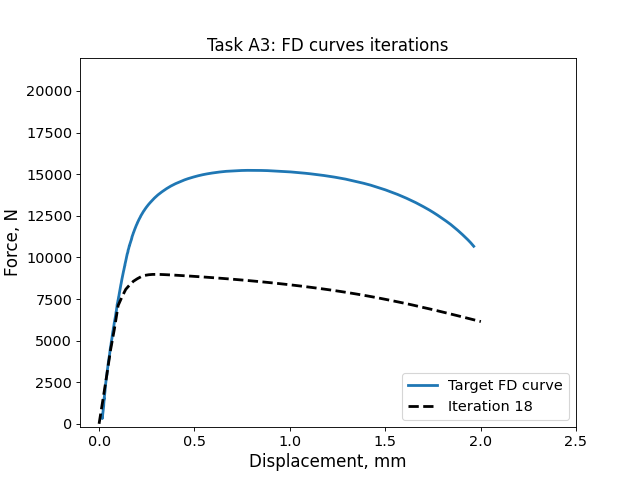 Task A3: FD curves iterations
Force, N
20000
17500
15000
12500
10000
7500
5000
2500
0
0.0 0.5 1.0 1.5 2.0 2.5
Displacement, mm
Target FD curve
Iteration 18